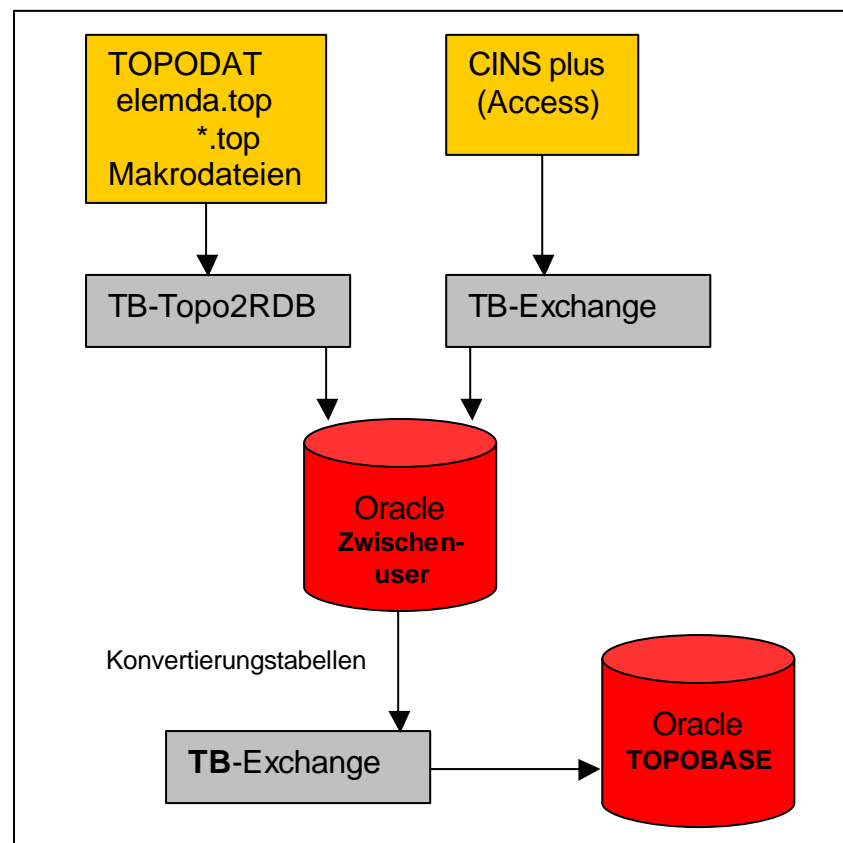 TOPODAT
elemda.top
*.top
Makrodateien
CINS plus
(Access)
TB-Topo2RDB
TB-Exchange
Oracle
Zwischen-
user
Konvertierungstabellen
TB-Exchange
Oracle
TOPOBASE